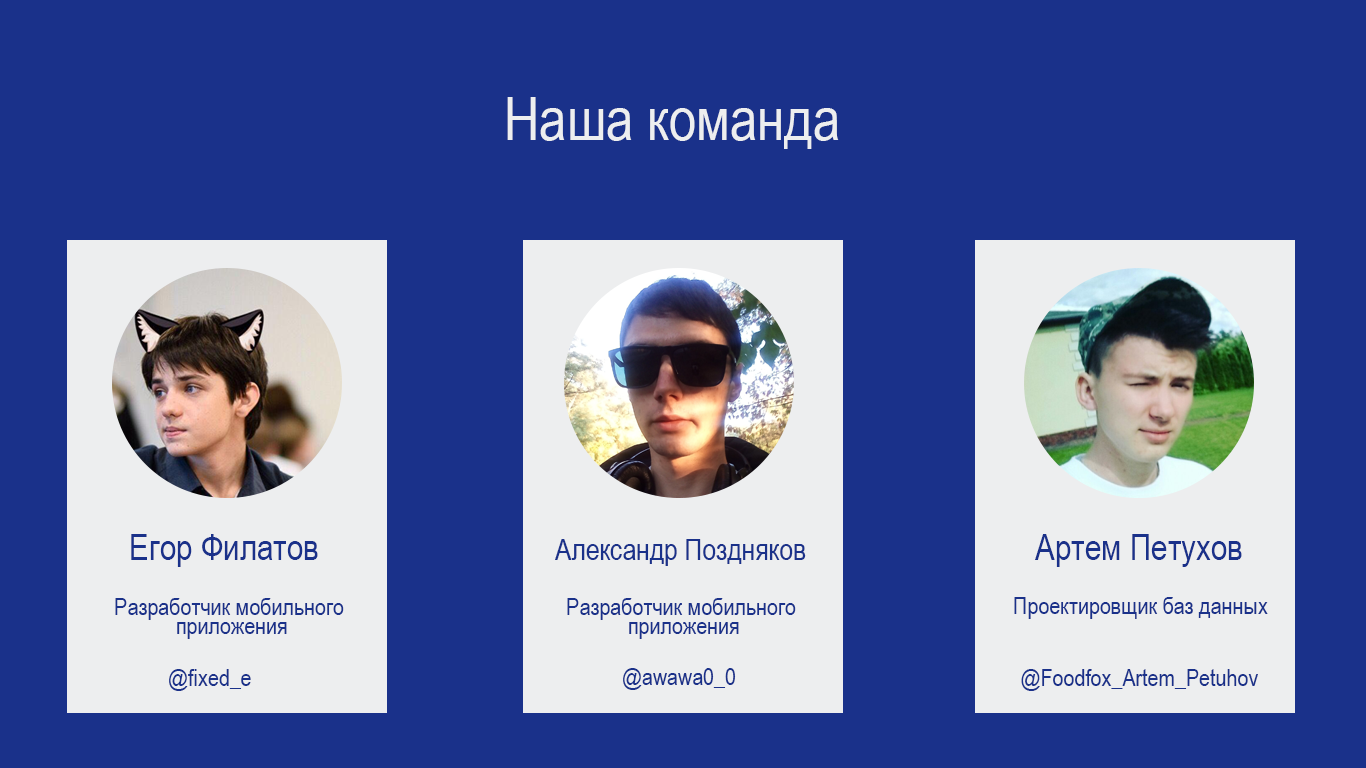 Наша команда
Егор Филатов
Разработчик мобильного
приложения
@fixed_e
Александр Поздняков
Разработчик мобильного
приложения
@awawa0_0
Артем Петухов
Проектировщик баз данных
@Foodfox_Artem_Petuhov